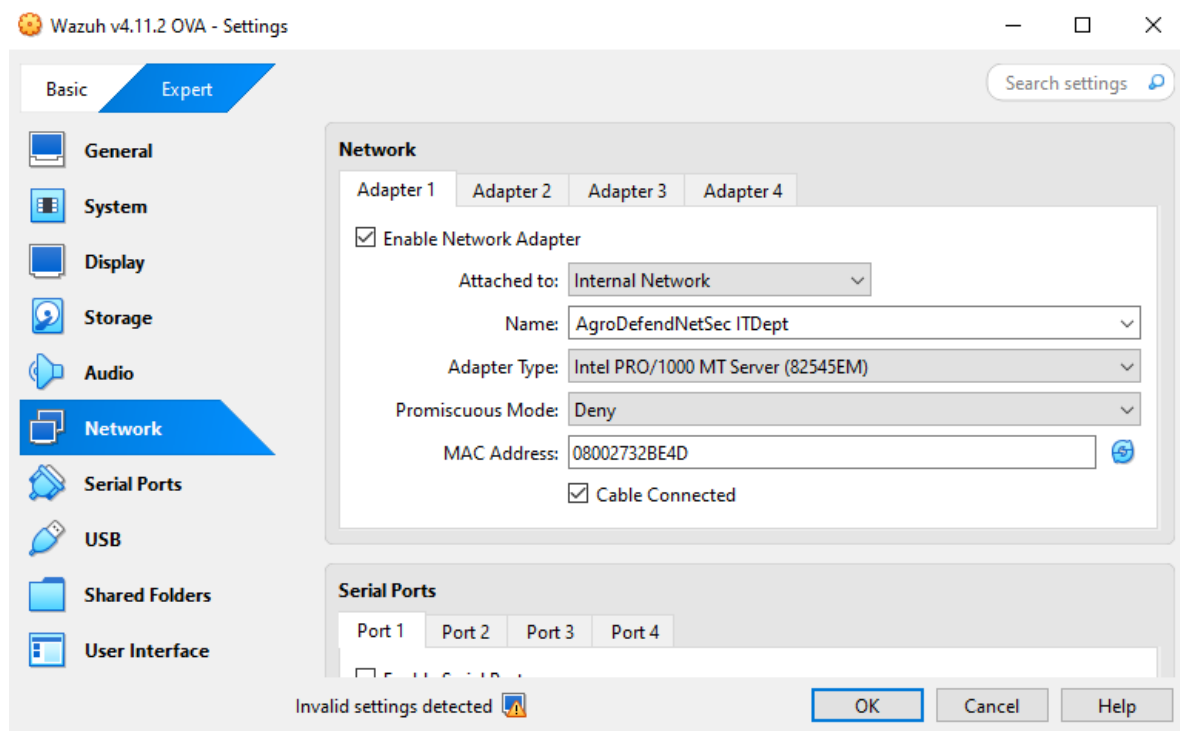 Wazuh v4.11.2 OVA - Settings
Basic
Expert
Search settings
General
System
Display
Storage
Audio
Network
Serial Ports
USB
Shared Folders
User Interface
Network
Adapter 1 Adapter 2 Adapter 3 Adapter 4
Enable Network Adapter
Attached to: Internal Network
Name: AgroDefendNetSec ITDept
Adapter Type: Intel PRO/1000 MT Server (82545EM)
Promiscuous Mode: Deny
MAC Address: 08002732BE4D
Cable Connected
Serial Ports
Port 1 Port 2 Port 3 Port 4
Invalid settings detected
OK Cancel Help